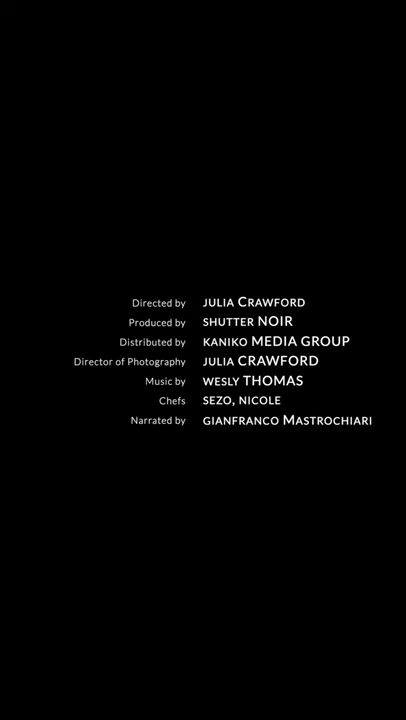 Directed by JULIA CRAWFORD
Produced by SHUTTER NOIR
Distributed by KANIKO MEDIA GROUP
Director of Photography JULIA CRAWFORD
Music by WESLY THOMAS
Chefs SEZO, NICOLE
Narrated by GIANFRANCO MASTROCHIARI